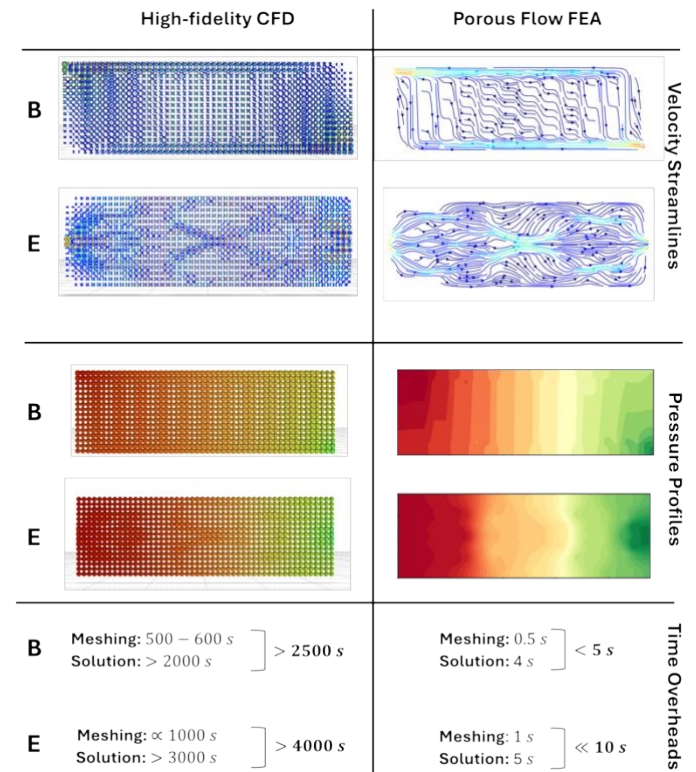 High-fidelity CFD
Porous Flow FEA
Velocity Streamlines
B
E
Pressure Profiles
B
E
Time Overheads
B
Meshing: 500 − 600 s
Solution: > 2000 s
> 2500 s
Meshing: 0.5 s
Solution: 4 s
< 5 s
E
Meshing: ∝ 1000 s
Solution: > 3000 s
> 4000 s
Meshing: 1 s
Solution: 5 s
≪ 10 s